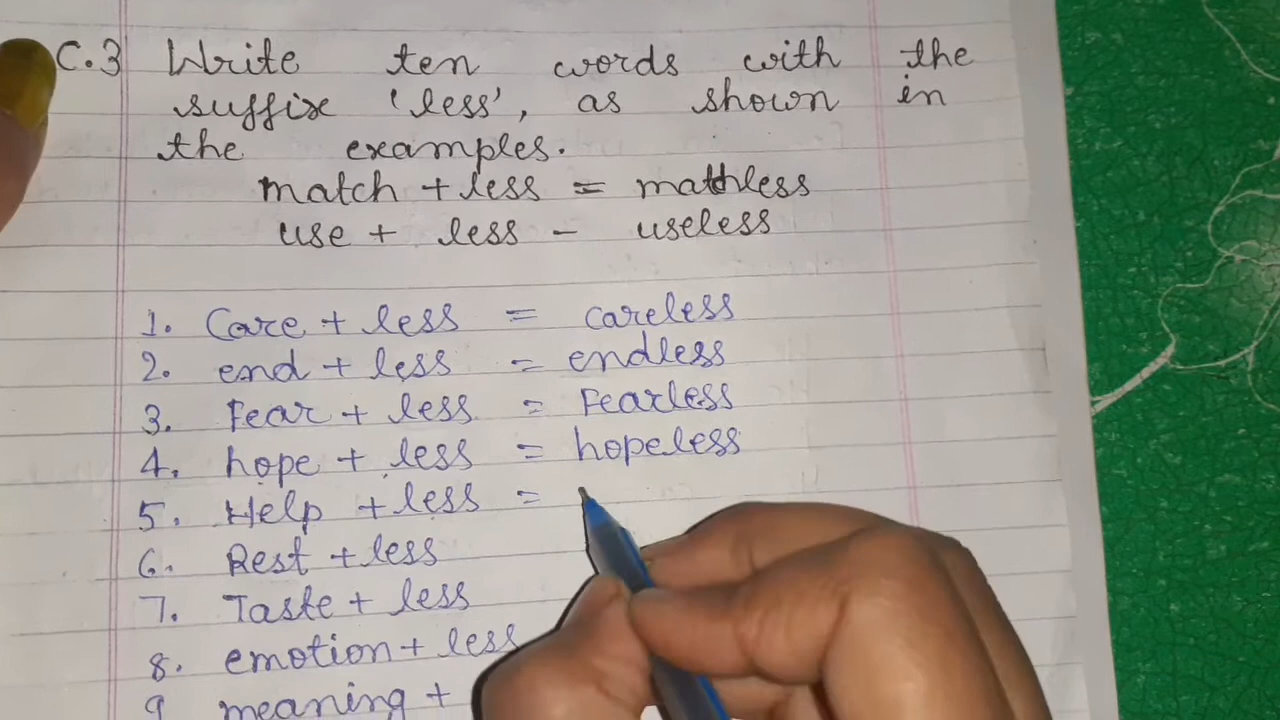 C.3 Write ten words with the
suffix 'less', as shown in
the examples.
match + less = mathless
use + less - useless
1. Care + less = careless
2. end + less = endless
3. Fear + less = Fearless
4. hope + less = hopeless
5. Help + less =
6. Rest + less
7. Taste + less
8. emotion + less
9 meaning +